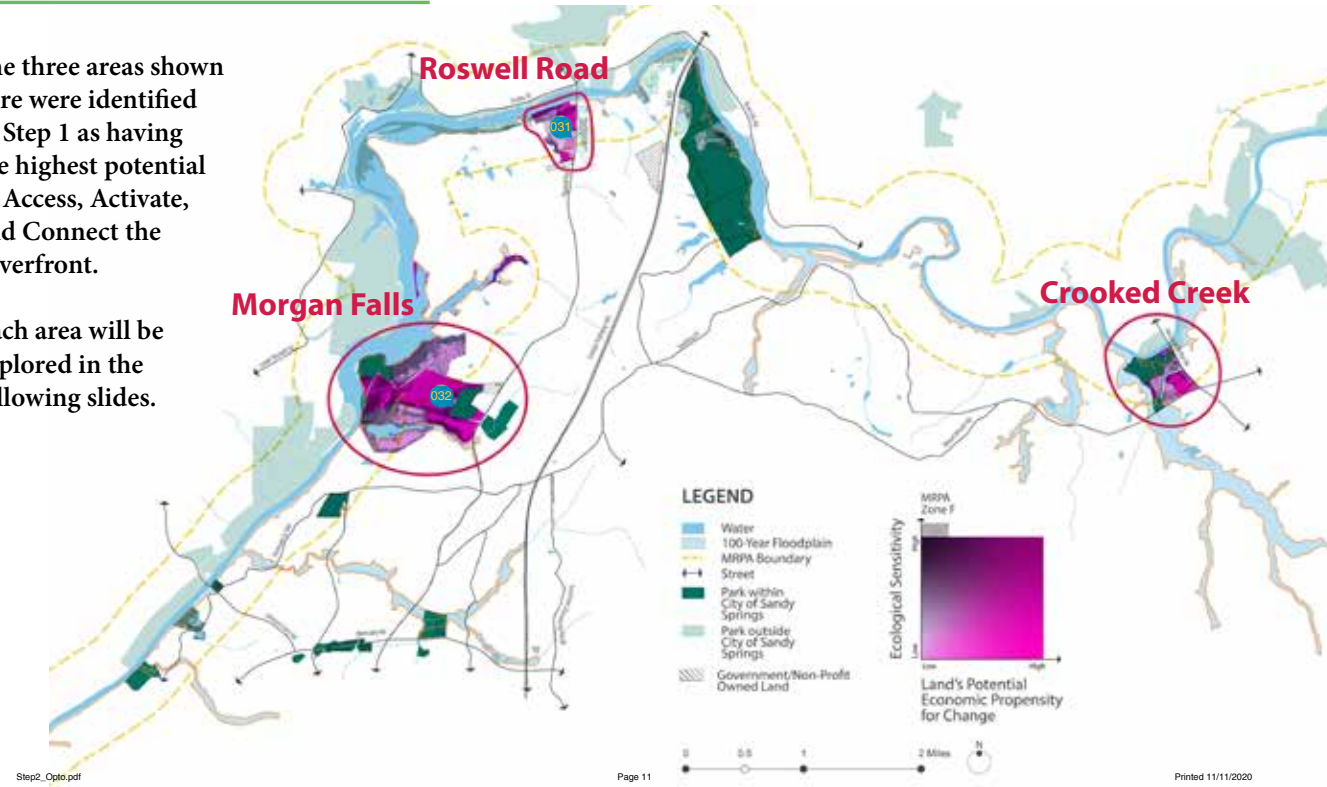 ne three areas shown
re were identified
Step 1 as having
e highest potential
Access, Activate,
d Connect the
verfront.
ach area will be
plored in the
llowing slides.
Roswell Road
031
Morgan Falls
032
Crooked Creek
LEGEND
Water
100-Year Floodplain
MRPA Boundary
Street
Park within
City of Sandy
Springs
Park outside
City of Sandy
Springs
Government/Non-Profit
Owned Land
MRPA
Zone F
Ecological Sensitivity
High
Low
Low
High
Land's Potential
Economic Propensity
for Change
0
0.5
1
2 Miles
N
Step2_Opto.pdf
Page 11
Printed 11/11/2020